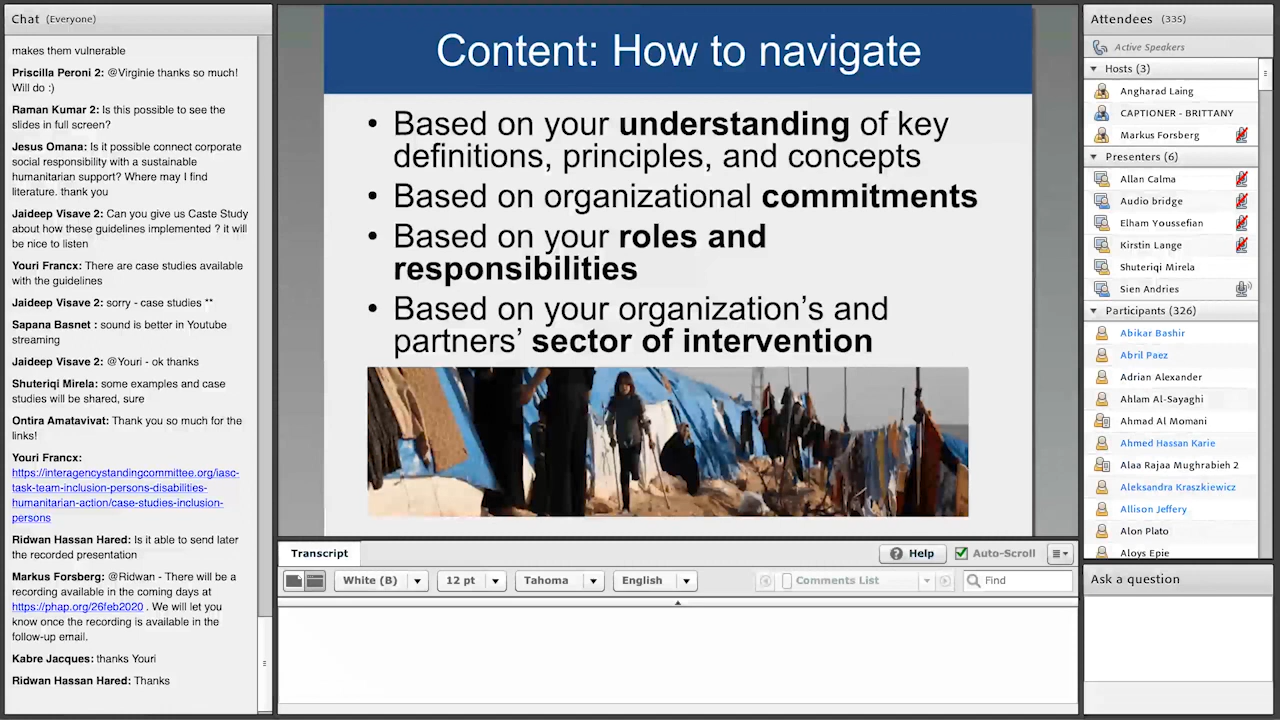 Chat (Everyone)
makes them vulnerable
Priscilla Peroni 2: @Virginie thanks so much!
Will do :)
Raman Kumar 2: Is this possible to see the
slides in full screen?
Jesus Omana: Is it possible connect corporate
social responsibility with a sustainable
humanitarian support? Where may I find
literature. thank you
Jaideep Visave 2: Can you give us Caste Study
about how these guidelines implemented ? it will
be nice to listen
Youri Francx: There are case studies available
with the guidelines
Jaideep Visave 2: sorry - case studies **
Sapana Basnet : sound is better in Youtube
streaming
Jaideep Visave 2: @Youri - ok thanks
Shuteriqi Mirela: some examples and case
studies will be shared, sure
Ontira Amatavivat: Thank you so much for the
links!
Youri Francx:
https://interagencystandingcommittee.org/iasc-
task-team-inclusion-persons-disabilities-
humanitarian-action/case-studies-inclusion-
persons
Ridwan Hassan Hared: Is it able to send later
the recorded presentation
Markus Forsberg: @Ridwan - There will be a
recording available in the coming days at
https://phap.org/26feb2020 . We will let you
know once the recording is available in the
follow-up email.
Kabre Jacques: thanks Youri
Ridwan Hassan Hared: Thanks
Content: How to navigate
• Based on your understanding of key
definitions, principles, and concepts
• Based on organizational commitments
• Based on your roles and
responsibilities
• Based on your organization’s and
partners’ sector of intervention
Transcript
Help
Auto-Scroll
White (B)
12 pt
Tahoma
English
Comments List
Find
Attendees (335)
Active Speakers
Hosts (3)
Angharad Laing
CAPTIONER - BRITTANY
Markus Forsberg
Presenters (6)
Allan Calma
Audio bridge
Elham Youssefian
Kirstin Lange
Shuteriqi Mirela
Sien Andries
Participants (326)
Abikar Bashir
Abril Paez
Adrian Alexander
Ahlam Al-Sayaghi
Ahmad Al Momani
Ahmed Hassan Karie
Alaa Rajaa Mughrabieh 2
Aleksandra Kraszkiewicz
Allison Jeffery
Alon Plato
Aloys Epie
Ask a question